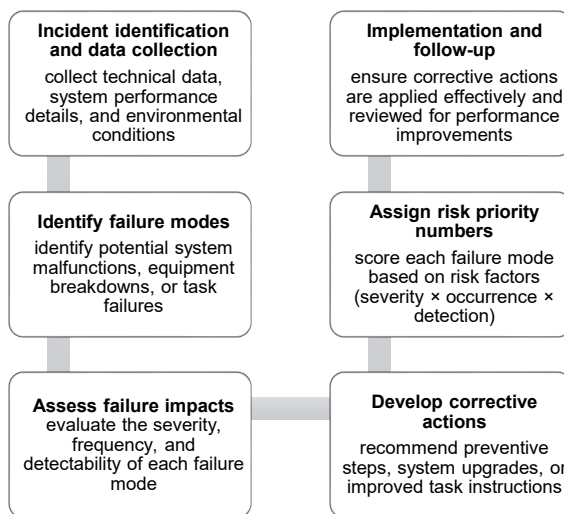 Incident identification
and data collection
collect technical data,
system performance
details, and environmental
conditions
Identify failure modes
identify potential system
malfunctions, equipment
breakdowns, or task
failures
Assess failure impacts
evaluate the severity,
frequency, and
detectability of each failure
mode
Develop corrective
actions
recommend preventive
steps, system upgrades, or
improved task instructions
Assign risk priority
numbers
score each failure mode
based on risk factors
(severity × occurrence ×
detection)
Implementation and
follow-up
ensure corrective actions
are applied effectively and
reviewed for performance
improvements